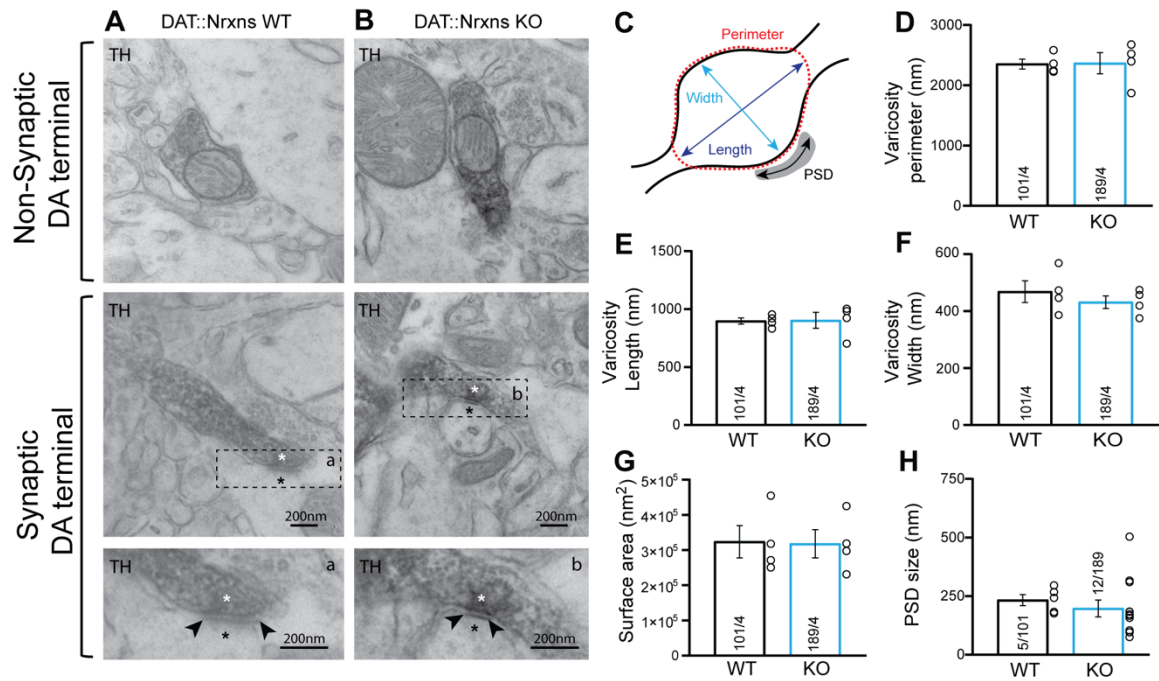 A
DAT::Nrxns WT
B
DAT::Nrxns KO
Non-Synaptic
DA terminal
TH
TH
Synaptic
DA terminal
TH
a
200nm
TH
b
200nm
TH
a
200nm
TH
b
200nm
C
Perimeter
Width
Length
PSD
D
Varicosity
perimeter (nm)
3000
2000
1000
0
101/4
189/4
WT
KO
E
Varicosity
Length (nm)
1500
1000
500
0
101/4
189/4
WT
KO
F
Varicosity
Width (nm)
600
400
200
0
101/4
189/4
WT
KO
G
Surface area (nm²)
5×10⁵
4×10⁵
3×10⁵
2×10⁵
1×10⁵
0
101/4
189/4
WT
KO
H
PSD size (nm)
750
500
250
0
5/101
12/189
WT
KO